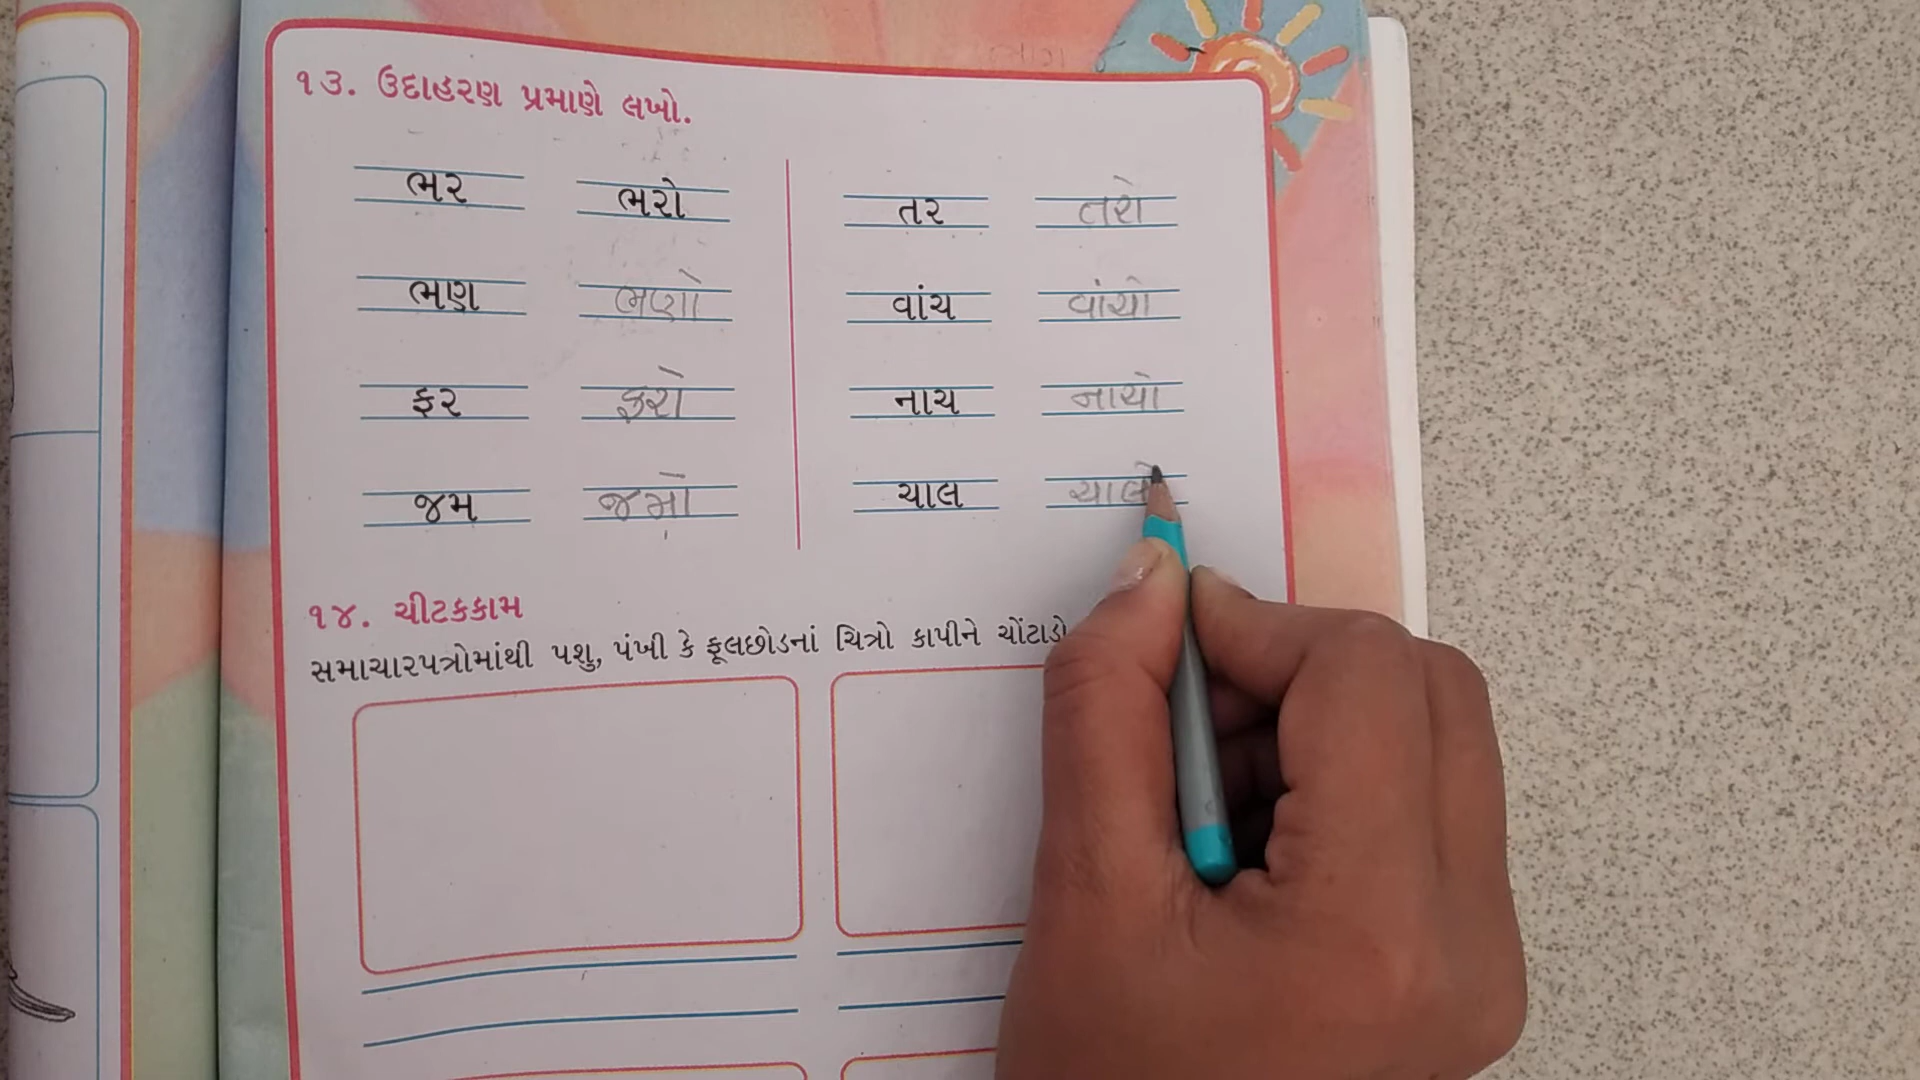 ૧૩. ઉદાહરણ પ્રમાણે લખો.
ભર ભરો તર તરો
ભણ ભણો વાંચ વાંચો
ફર ફરો નાચ નાચો
જમ જમો ચાલ ચાલો
૧૪. ચીટકકામ
સમાચારપત્રોમાંથી પશુ, પંખી કે ફૂલછોડનાં ચિત્રો કાપીને ચોંટાડો